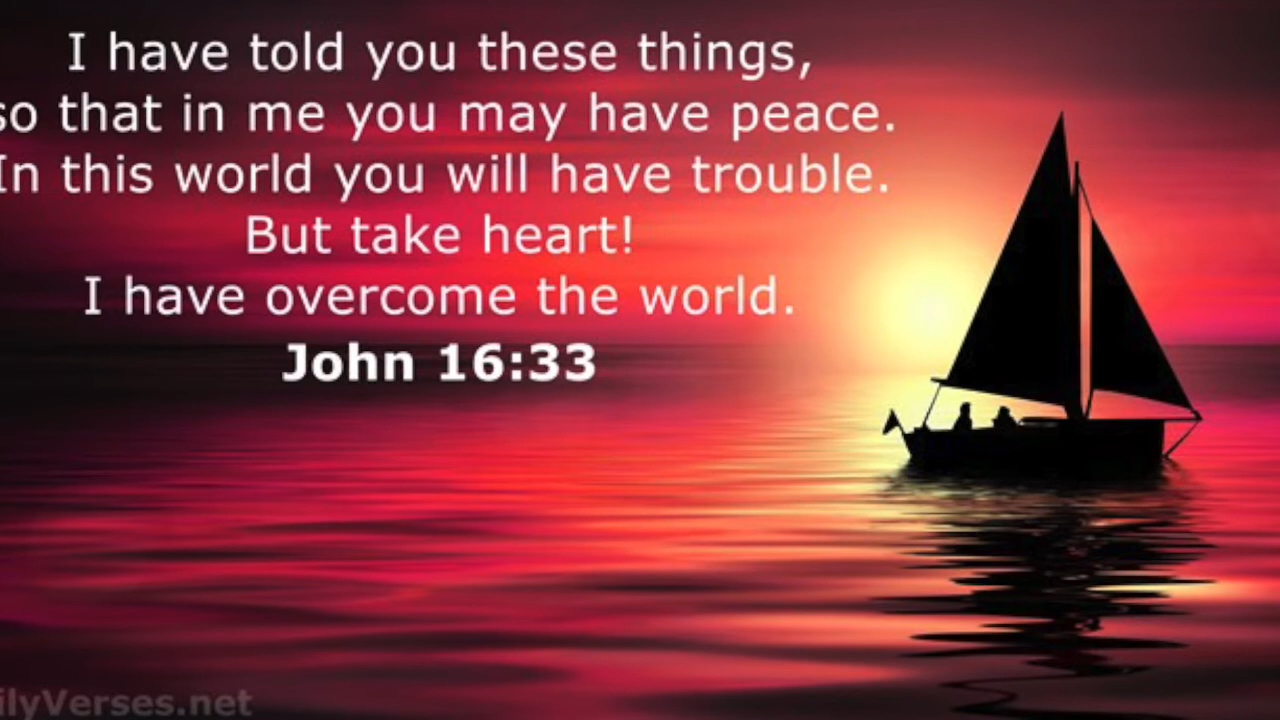 I have told you these things,
so that in me you may have peace.
In this world you will have trouble.
But take heart!
I have overcome the world.
John 16:33
ilyVerses.net